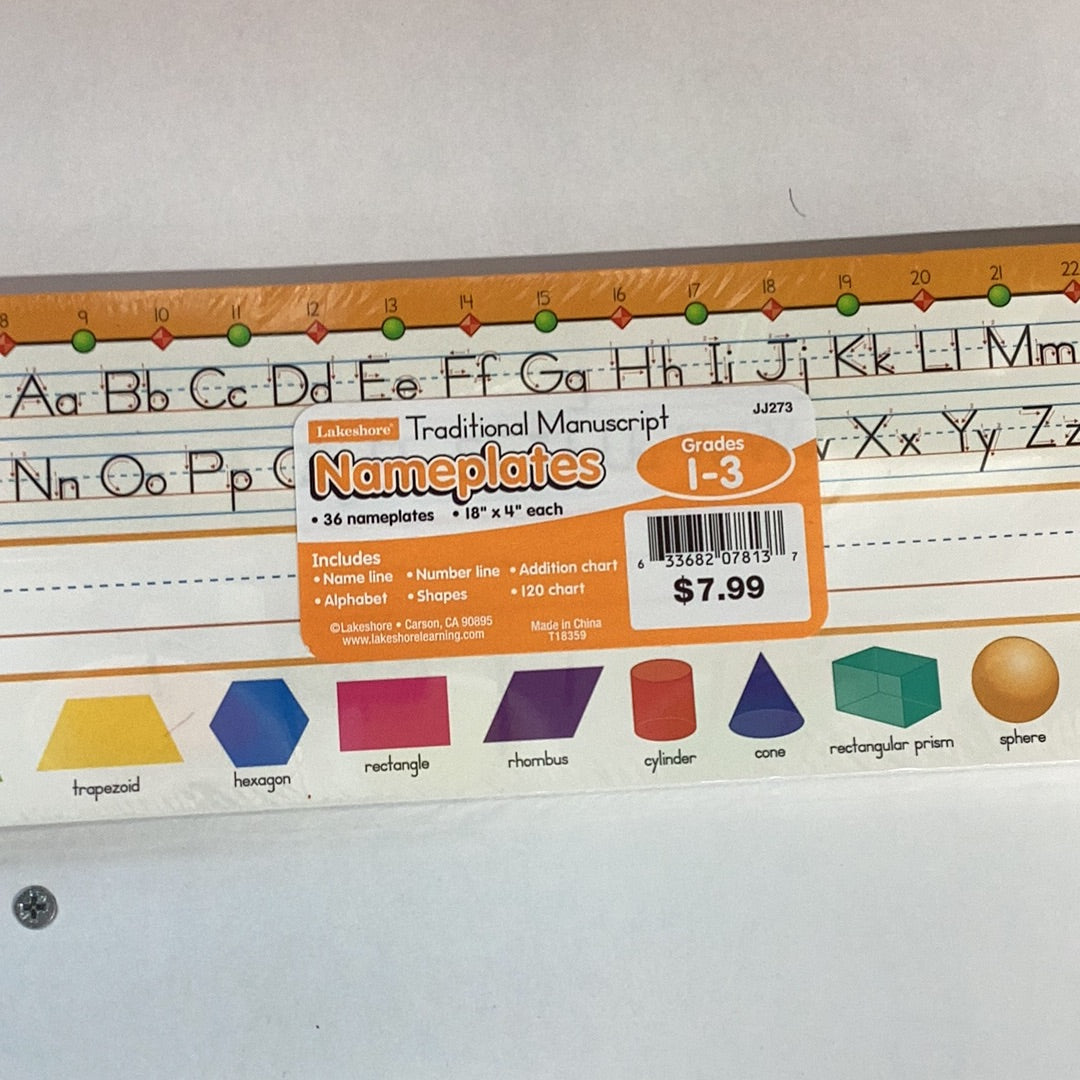 8 9 10 11 12 13 14 15 16 17 18 19 20 21 22
Aa Bb Cc Dd Ee Ff Gg Hh Ii Jj Kk Ll Mm
Nn Oo Pp Xx Yy Zz
Lakeshore Traditional Manuscript JJ273
Nameplates
Grades
1-3
• 36 nameplates • 18" x 4" each
Includes
• Name line • Number line • Addition chart
• Alphabet • Shapes • 120 chart
6 33682 07813 7
$7.99
©Lakeshore • Carson, CA 90895
www.lakeshorelearning.com
Made in China
T18359
trapezoid hexagon rectangle rhombus cylinder cone rectangular prism sphere